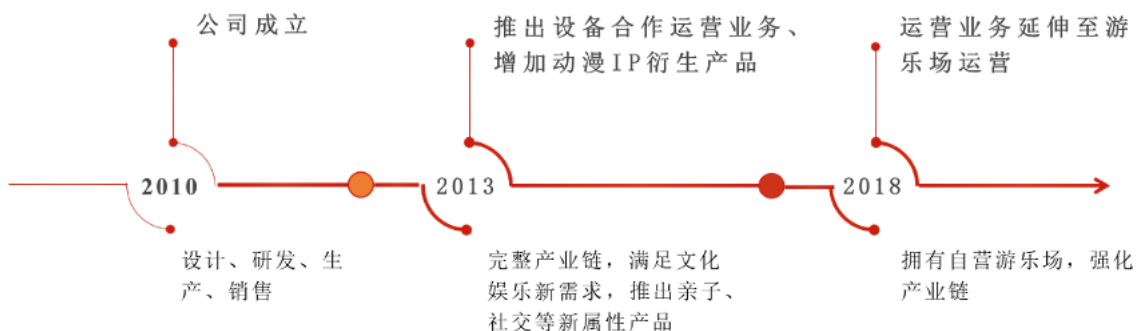 公司成立
推出设备合作运营业务、
增加动漫IP衍生产品
运营业务延伸至游
乐场运营
2010
2013
2018
设计、研发、生
产、销售
完整产业链，满足文化
娱乐新需求，推出亲子、
社交等新属性产品
拥有自营游乐场，强化
产业链